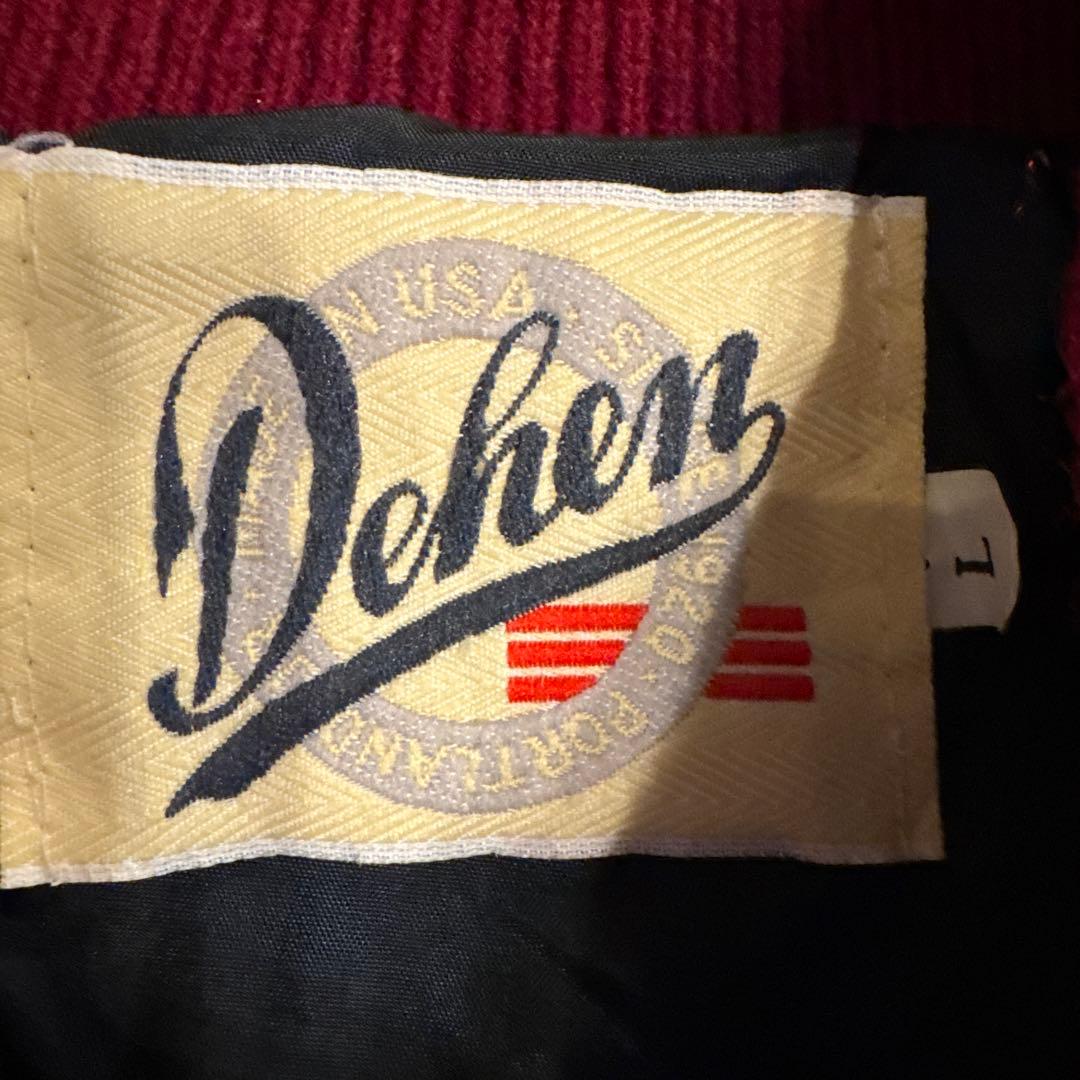 Dehen
USA
1920 · PORTLAND
L